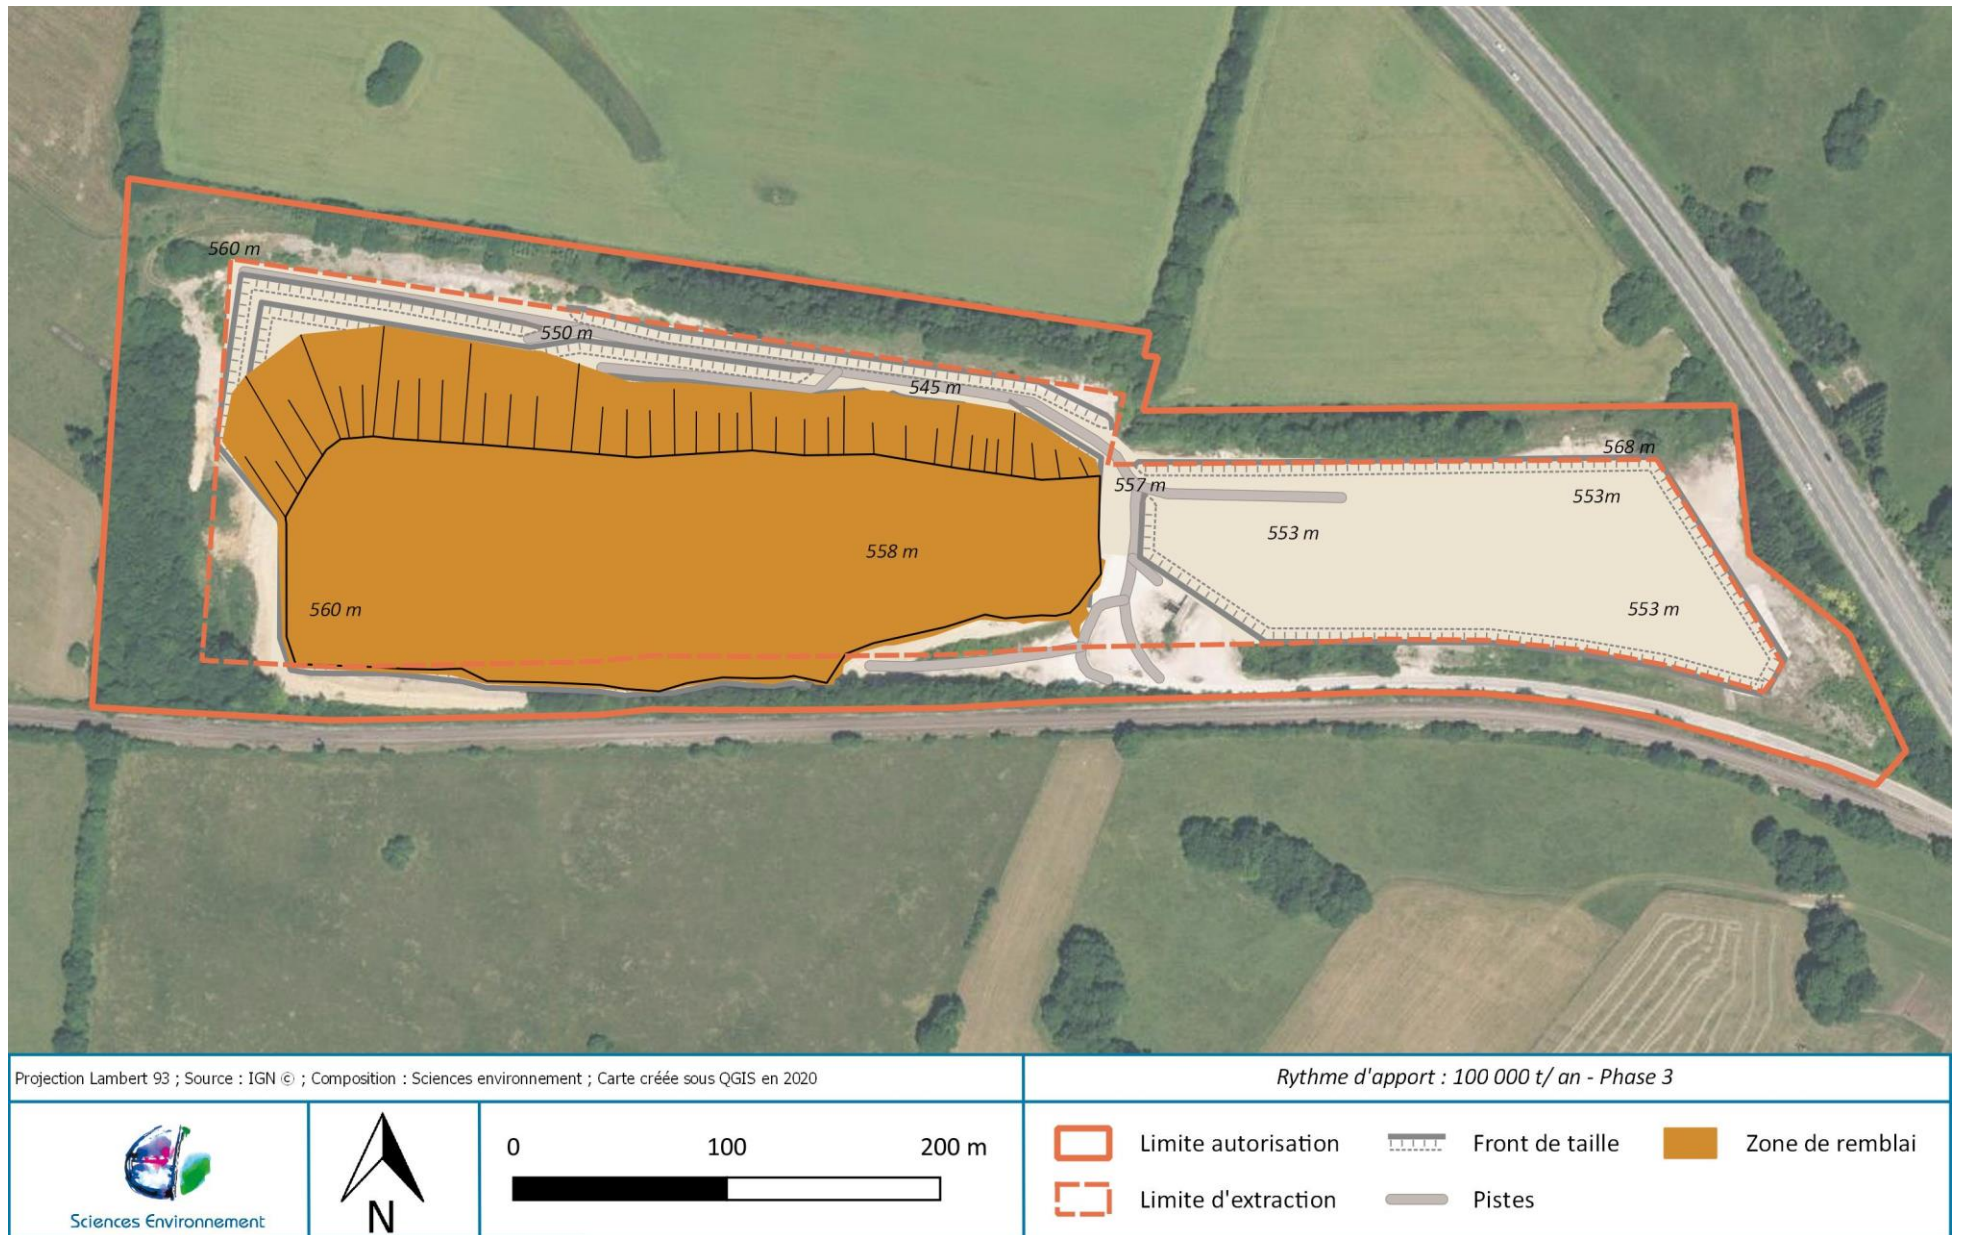 560 m
550 m
545 m
568 m
557 m
553m
553 m
558 m
560 m
553 m
Projection Lambert 93 ; Source : IGN © ; Composition : Sciences environnement ; Carte créée sous QGIS en 2020
Rythme d'apport : 100 000 t/ an - Phase 3
Sciences Environnement
N
0 100 200 m
Limite autorisation
Front de taille
Zone de remblai
Limite d'extraction
Pistes